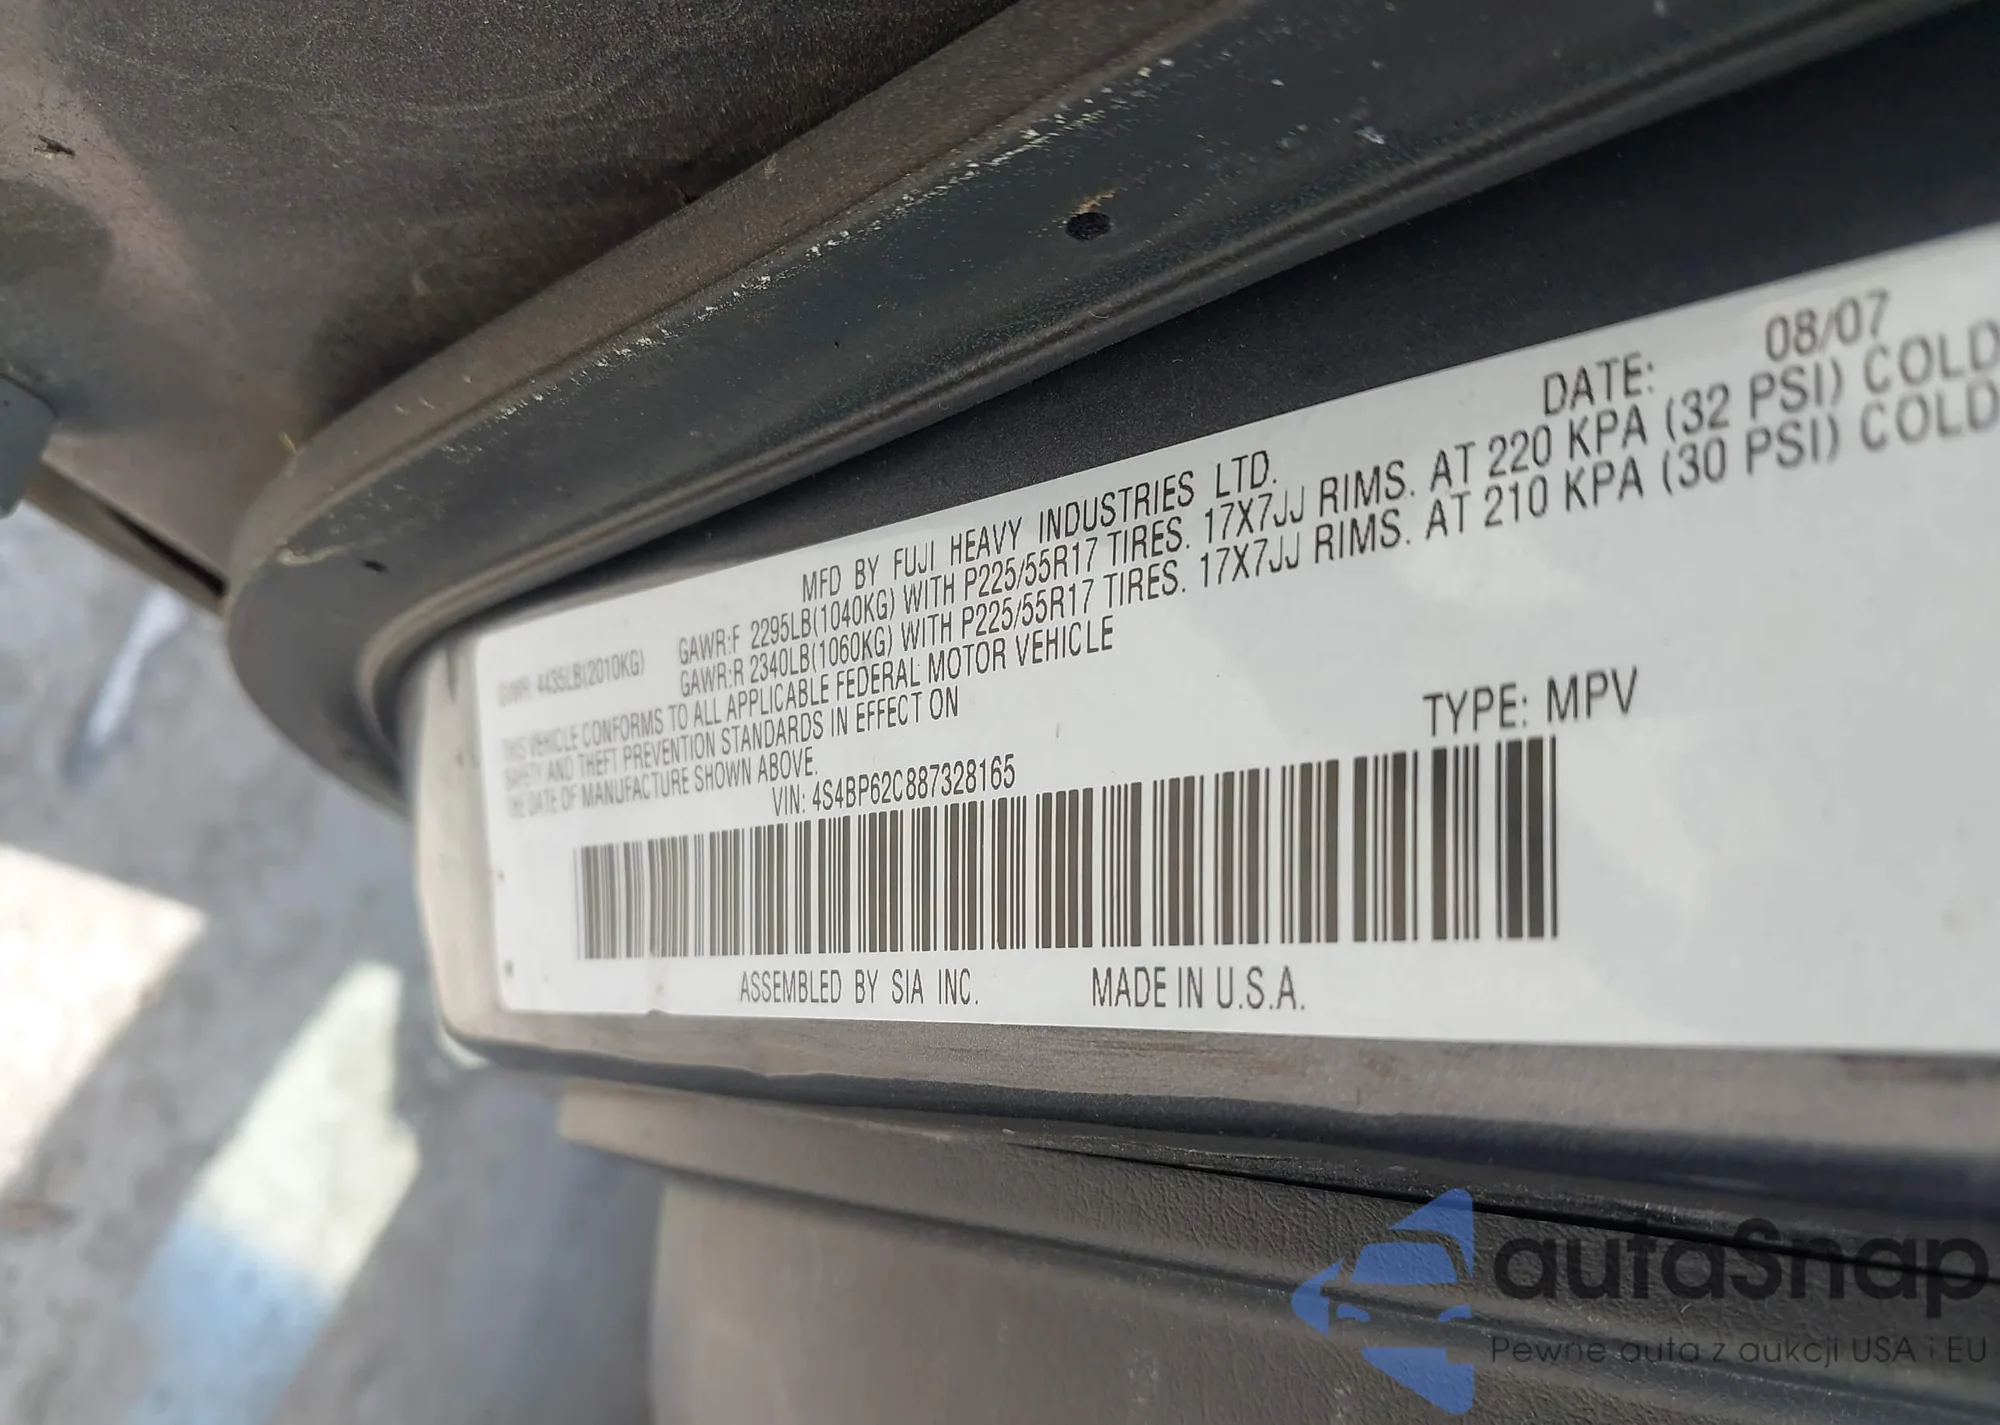 MFD BY FUJI HEAVY INDUSTRIES LTD. DATE: 08/07
GVWR: 4435LB(2010KG) GAWR:F 2295LB(1040KG) WITH P225/55R17 TIRES. 17X7JJ RIMS. AT 220 KPA (32 PSI) COLD
GAWR:R 2340LB(1060KG) WITH P225/55R17 TIRES. 17X7JJ RIMS. AT 210 KPA (30 PSI) COLD
THIS VEHICLE CONFORMS TO ALL APPLICABLE FEDERAL MOTOR VEHICLE
SAFETY AND THEFT PREVENTION STANDARDS IN EFFECT ON
THE DATE OF MANUFACTURE SHOWN ABOVE.
VIN: 4S4BP62C887328165 TYPE: MPV
ASSEMBLED BY SIA INC. MADE IN U.S.A.
autaSnap
Pewne auta z aukcji USA i EU